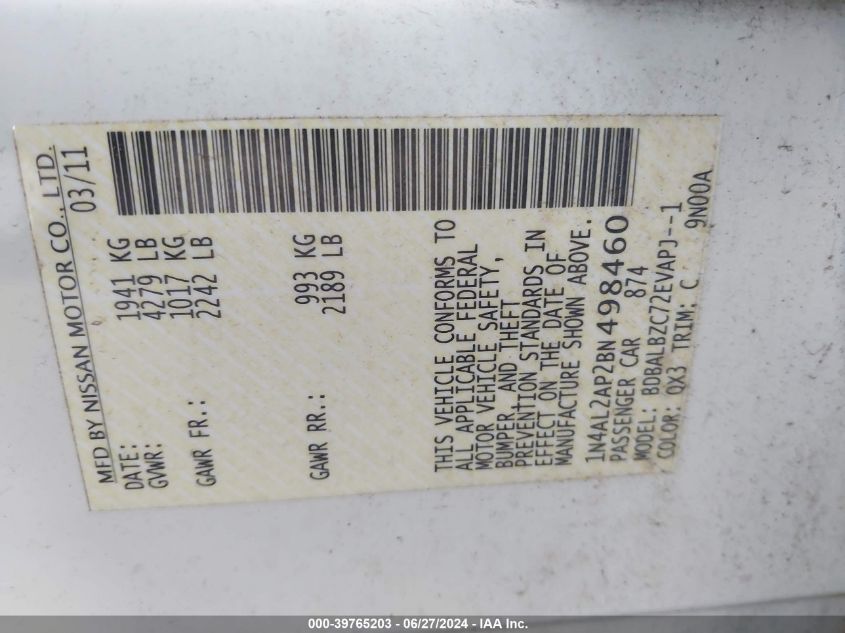 MFD BY NISSAN MOTOR CO., LTD.
DATE: 03/11
GVWR: 1941 KG
4279 LB
GAWR FR.: 1017 KG
2242 LB
GAWR RR.: 993 KG
2189 LB
THIS VEHICLE CONFORMS TO
ALL APPLICABLE FEDERAL
MOTOR VEHICLE SAFETY,
BUMPER, AND THEFT
PREVENTION STANDARDS IN
EFFECT ON THE DATE OF
MANUFACTURE SHOWN ABOVE.
1N4AL2AP2BN498460
PASSENGER CAR 874
MODEL: BDBALBZC72EVAPJ--1
COLOR: QX3 TRIM: C 9N00A
000-39765203 - 06/27/2024 - IAA Inc.